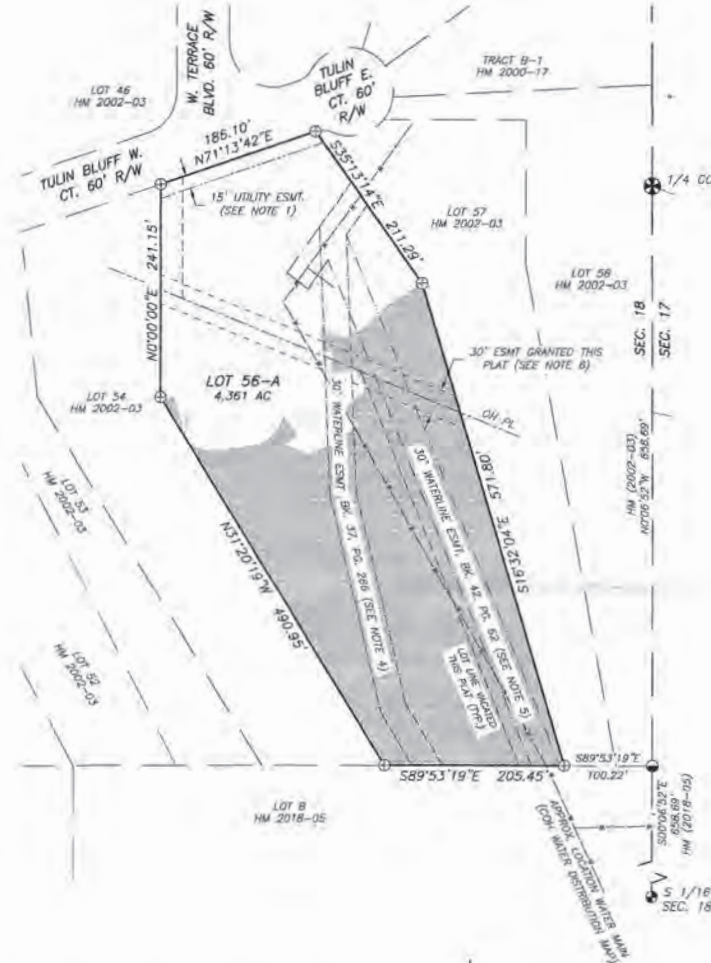 LOT 46
HM 2002-03
W. TERRACE
BLVD. 60' R/W
TULIN
BLUFF E.
CT. 60'
R/W
TRACT B-1
HM 2000-17
TULIN BLUFF W.
CT. 60' R/W
186.10'
N71°13'42"E
15' UTILITY ESMT.
(SEE NOTE 1)
S35°13'14"E 211.29'
LOT 57
HM 2002-03
1/4 CO
LOT 58
HM 2002-03
SEC. 18
SEC. 17
N0°00'00"E 241.15'
30' ESMT GRANTED THIS
PLAT (SEE NOTE 6)
LOT 54
HM 2002-03
LOT 56-A
4.361 AC
OH PL
HM (2002-03)
N0°06'52"W 658.69'
LOT 53
HM 2002-03
30' WATERLINE ESMT, BK. 37, PG. 266 (SEE NOTE 4)
30' WATERLINE ESMT, BK. 42, PG. 62 (SEE NOTE 5)
S16°32'04"E 571.80'
N31°20'19"W 490.95'
LOT 52
HM 2002-03
LOT LINE VACATED
THIS PLAT (TYP.)
S89°53'19"E 205.45'
S89°53'19"E
100.22'
LOT B
HM 2018-05
S00°06'52"E
658.69'
HM (2018-05)
APPROX. LOCATION WATER MAIN
(COH WATER DISTRIBUTION MAP)
S 1/16
SEC. 18